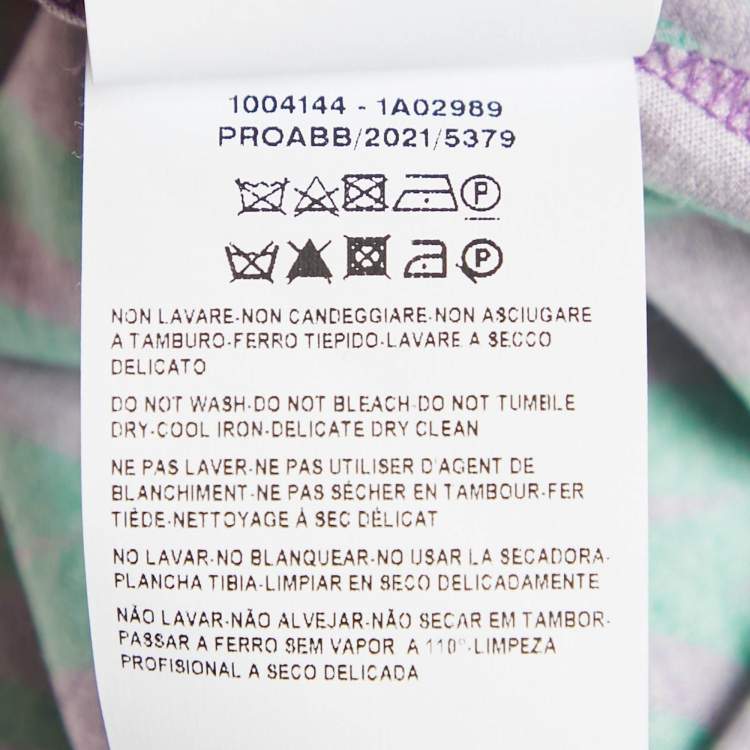 1004144 - 1A02989
PROABB/2021/5379
P
P
NON LAVARE-NON CANDEGGIARE-NON ASCIUGARE
A TAMBURO-FERRO TIEPIDO-LAVARE A SECCO
DELICATO
DO NOT WASH-DO NOT BLEACH-DO NOT TUMBLE
DRY-COOL IRON-DELICATE DRY CLEAN
NE PAS LAVER-NE PAS UTILISER D'AGENT DE
BLANCHIMENT-NE PAS SÉCHER EN TAMBOUR-FER
TIÈDE-NETTOYAGE À SEC DÉLICAT
NO LAVAR-NO BLANQUEAR-NO USAR LA SECADORA-
PLANCHA TIBIA-LIMPIAR EN SECO DELICADAMENTE
NÃO LAVAR-NÃO ALVEJAR-NÃO SECAR EM TAMBOR-
PASSAR A FERRO SEM VAPOR A 110°-LIMPEZA
PROFISIONAL A SECO DELICADA